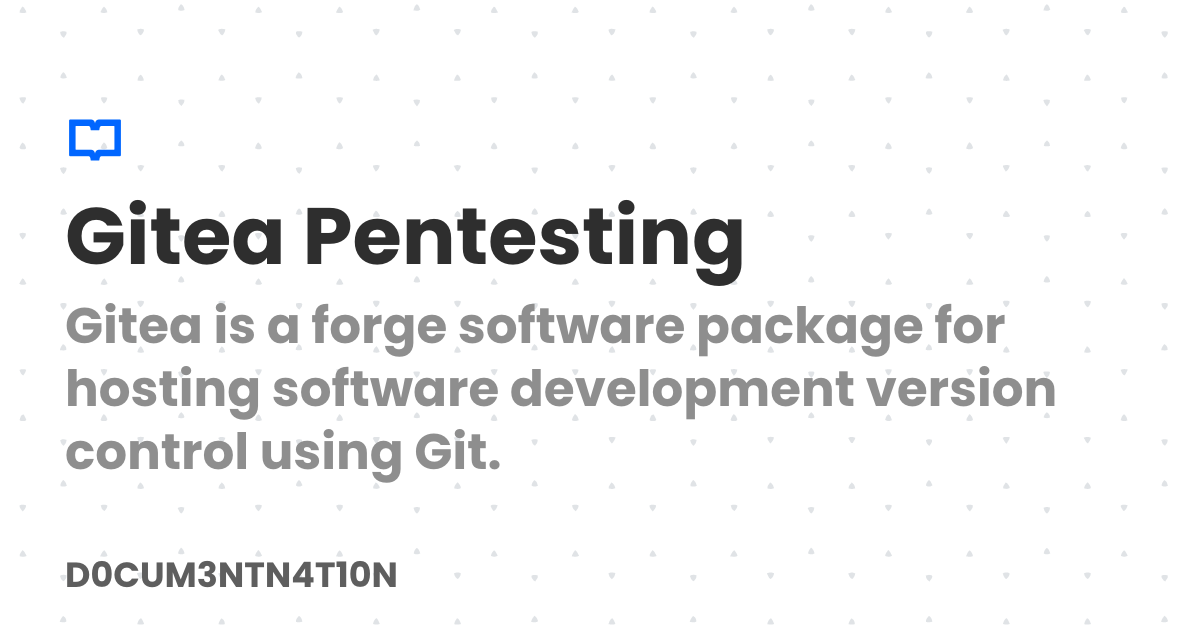 Gitea Pentesting
Gitea is a forge software package for
hosting software development version
control using Git.
D0CUM3NTN4T10N